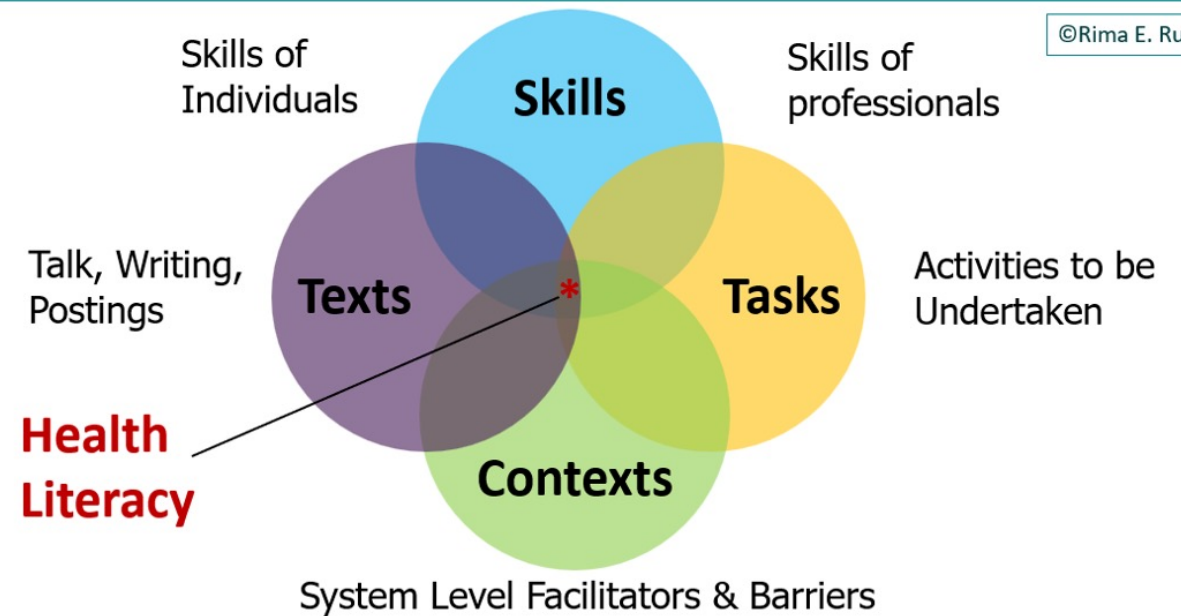 ©Rima E. Ru
Skills of
Individuals
Skills
Skills of
professionals
Talk, Writing,
Postings
Texts
*
Tasks
Activities to be
Undertaken
Health
Literacy
Contexts
System Level Facilitators & Barriers